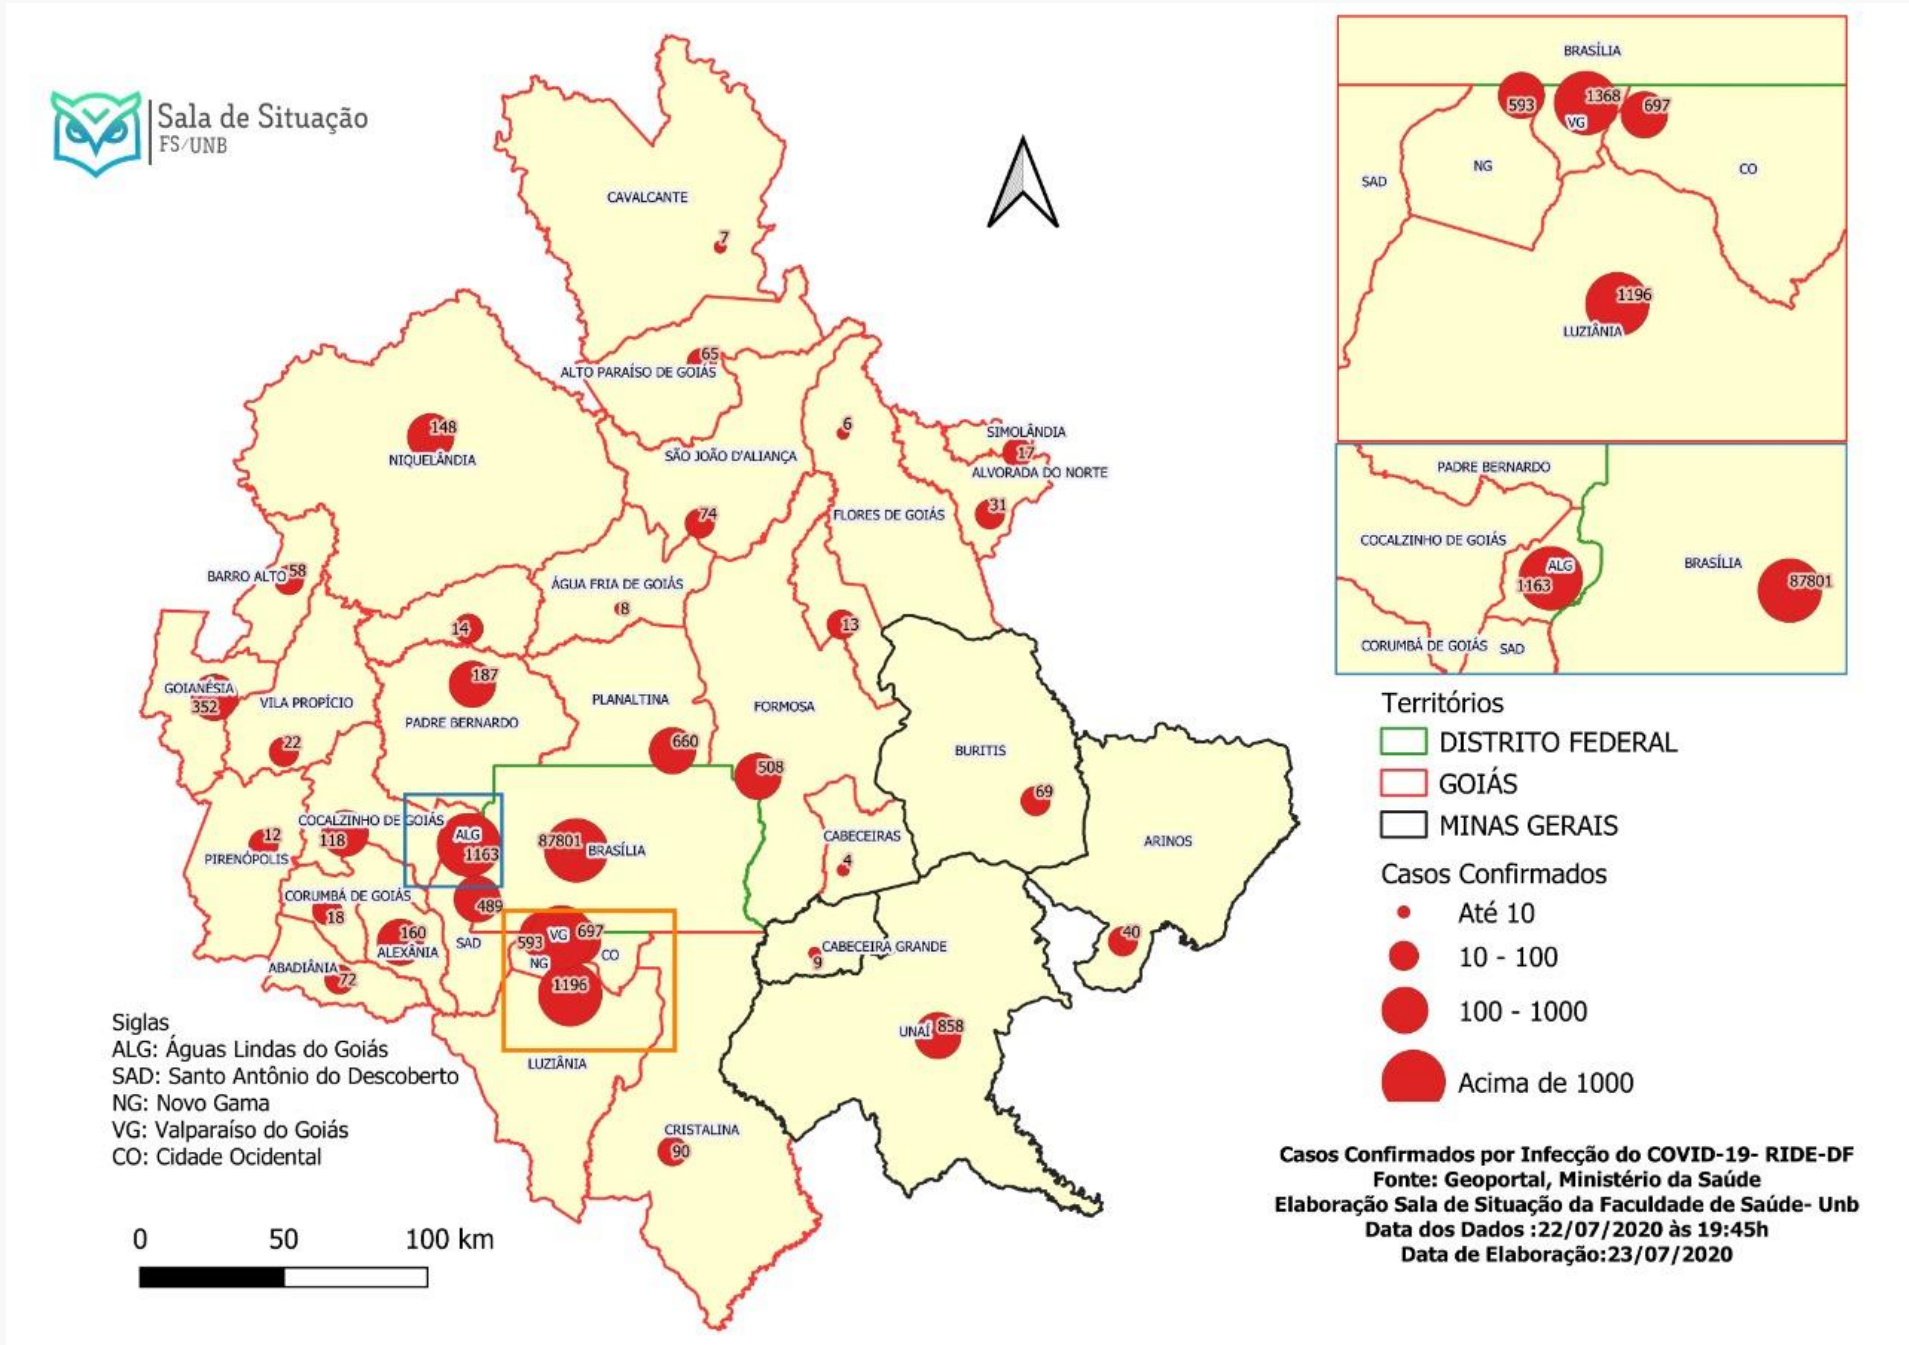 Sala de Situação
FS/UNB
CAVALCANTE
7
65
ALTO PARAÍSO DE GOIÁS
148
NIQUELÂNDIA
SÃO JOÃO D'ALIANÇA
6
SIMOLÂNDIA
17
ALVORADA DO NORTE
74
FLORES DE GOIÁS
31
BARRO ALTO
58
ÁGUA FRIA DE GOIÁS
8
14
13
GOIANÉSIA
352
VILA PROPÍCIO
187
PADRE BERNARDO
PLANALTINA
FORMOSA
22
660
508
BURITIS
69
ARINOS
12
PIRENÓPOLIS
COCALZINHO DE GOIÁS
118
ALG
1163
87801
BRASÍLIA
CABECEIRAS
4
CORUMBÁ DE GOIÁS
18
489
160
ALEXÂNIA
SAD
593
VG
697
NG
CO
1196
CABECEIRA GRANDE
9
40
ABADIÂNIA
72
UNAÍ
858
LUZIÂNIA
CRISTALINA
90
Siglas
ALG: Águas Lindas do Goiás
SAD: Santo Antônio do Descoberto
NG: Novo Gama
VG: Valparaíso do Goiás
CO: Cidade Ocidental
0 50 100 km
BRASÍLIA
593
1368
697
VG
NG
SAD
CO
1196
LUZIÂNIA
PADRE BERNARDO
COCALZINHO DE GOIÁS
ALG
1163
BRASÍLIA
87801
CORUMBÁ DE GOIÁS
SAD
Territórios
DISTRITO FEDERAL
GOIÁS
MINAS GERAIS
Casos Confirmados
Até 10
10 - 100
100 - 1000
Acima de 1000
Casos Confirmados por Infecção do COVID-19- RIDE-DF
Fonte: Geoportal, Ministério da Saúde
Elaboração Sala de Situação da Faculdade de Saúde- Unb
Data dos Dados :22/07/2020 às 19:45h
Data de Elaboração:23/07/2020